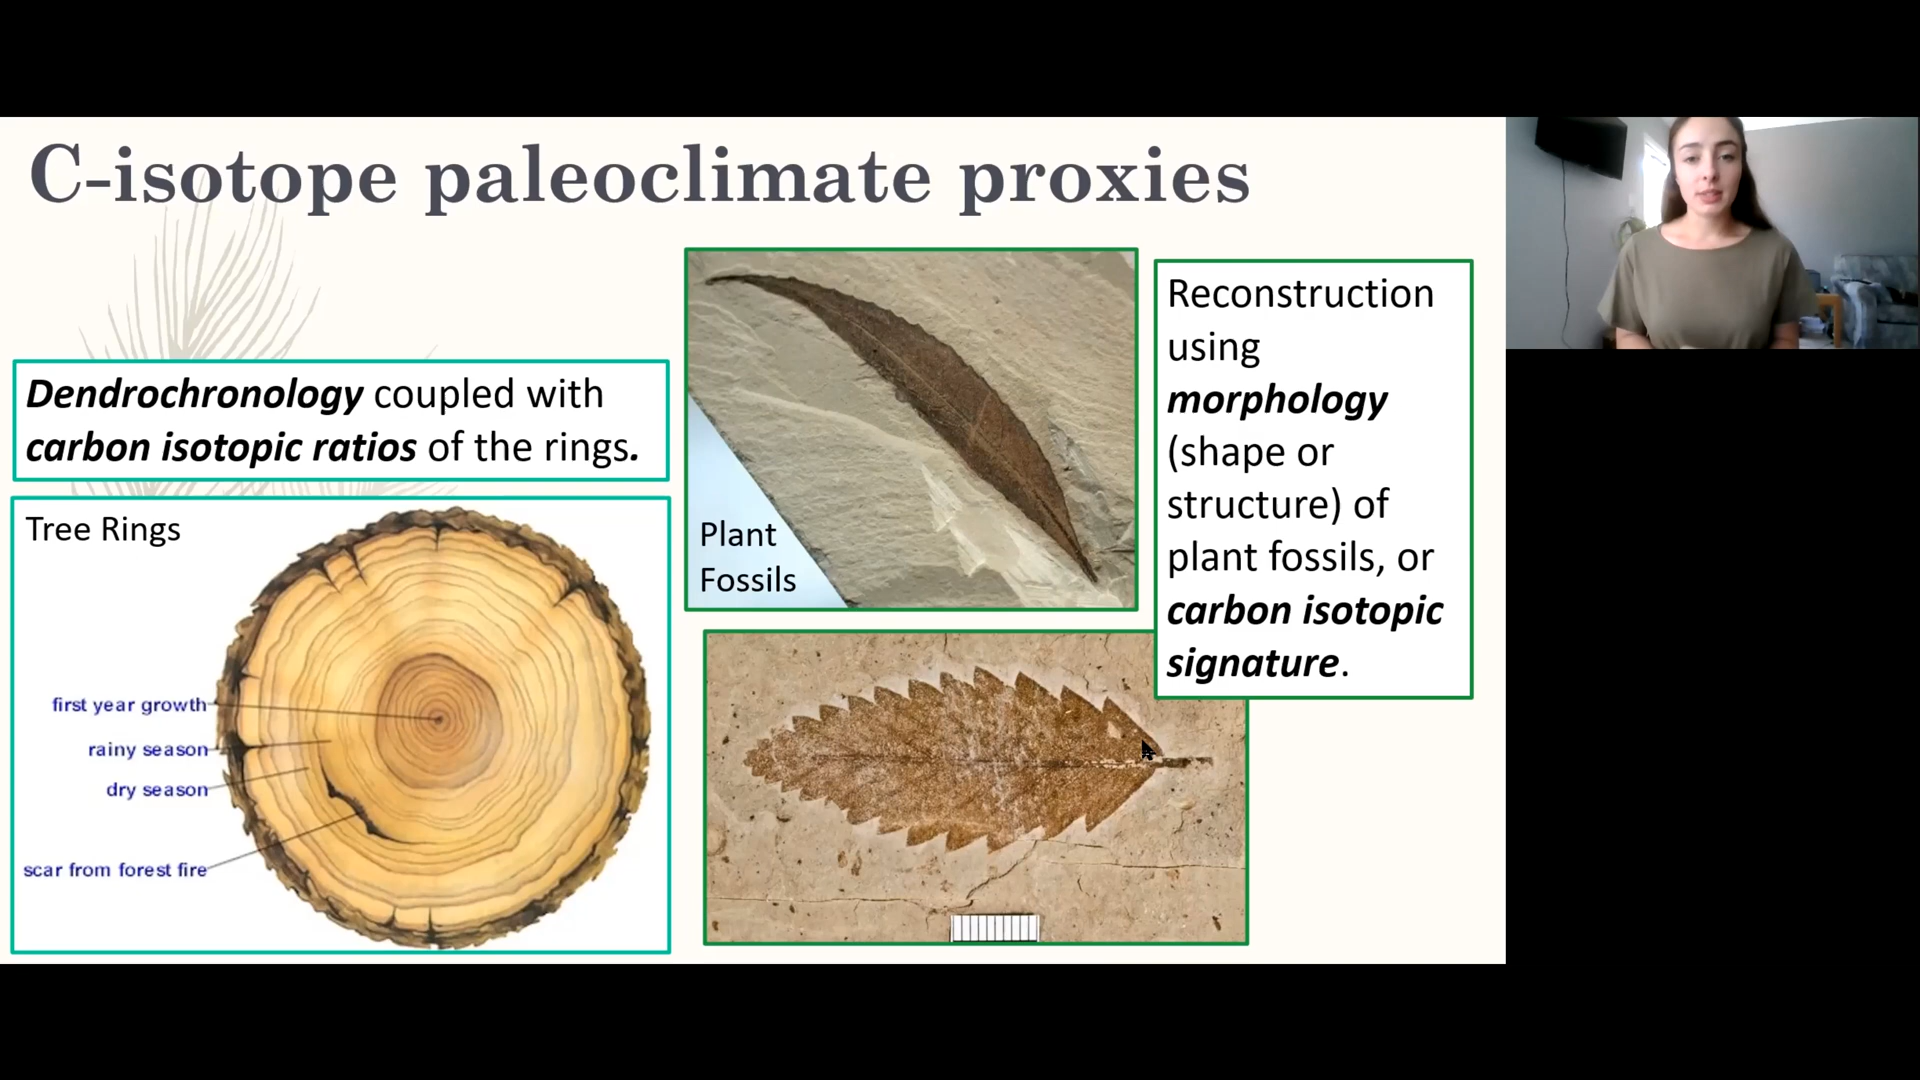 C-isotope paleoclimate proxies
Dendrochronology coupled with
carbon isotopic ratios of the rings.
Tree Rings
first year growth
rainy season
dry season
scar from forest fire
Plant
Fossils
Reconstruction
using
morphology
(shape or
structure) of
plant fossils, or
carbon isotopic
signature.